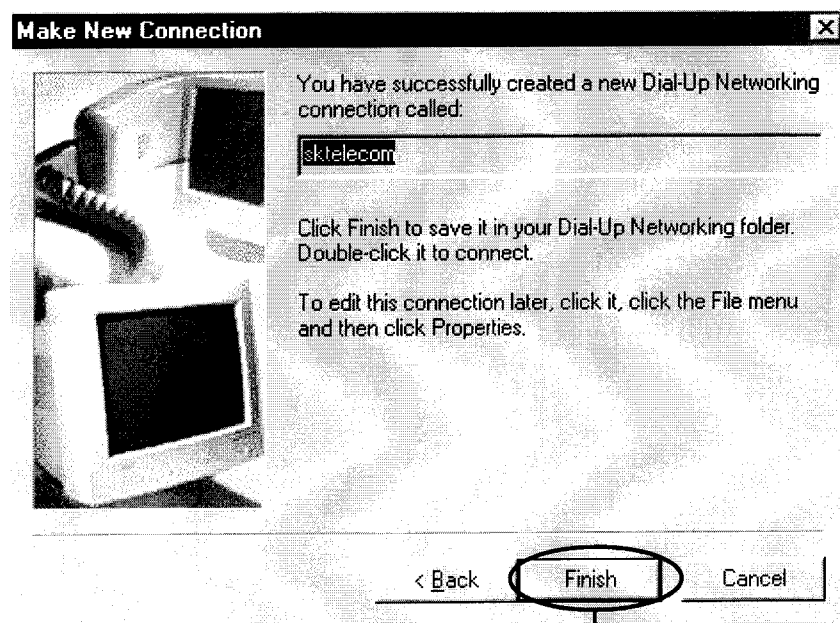 Make New Connection
You have successfully created a new Dial-Up Networking
connection called:
sktelecom
Click Finish to save it in your Dial-Up Networking folder.
Double-click it to connect.
To edit this connection later, click it, click the File menu
and then click Properties.
< Back
Finish
Cancel